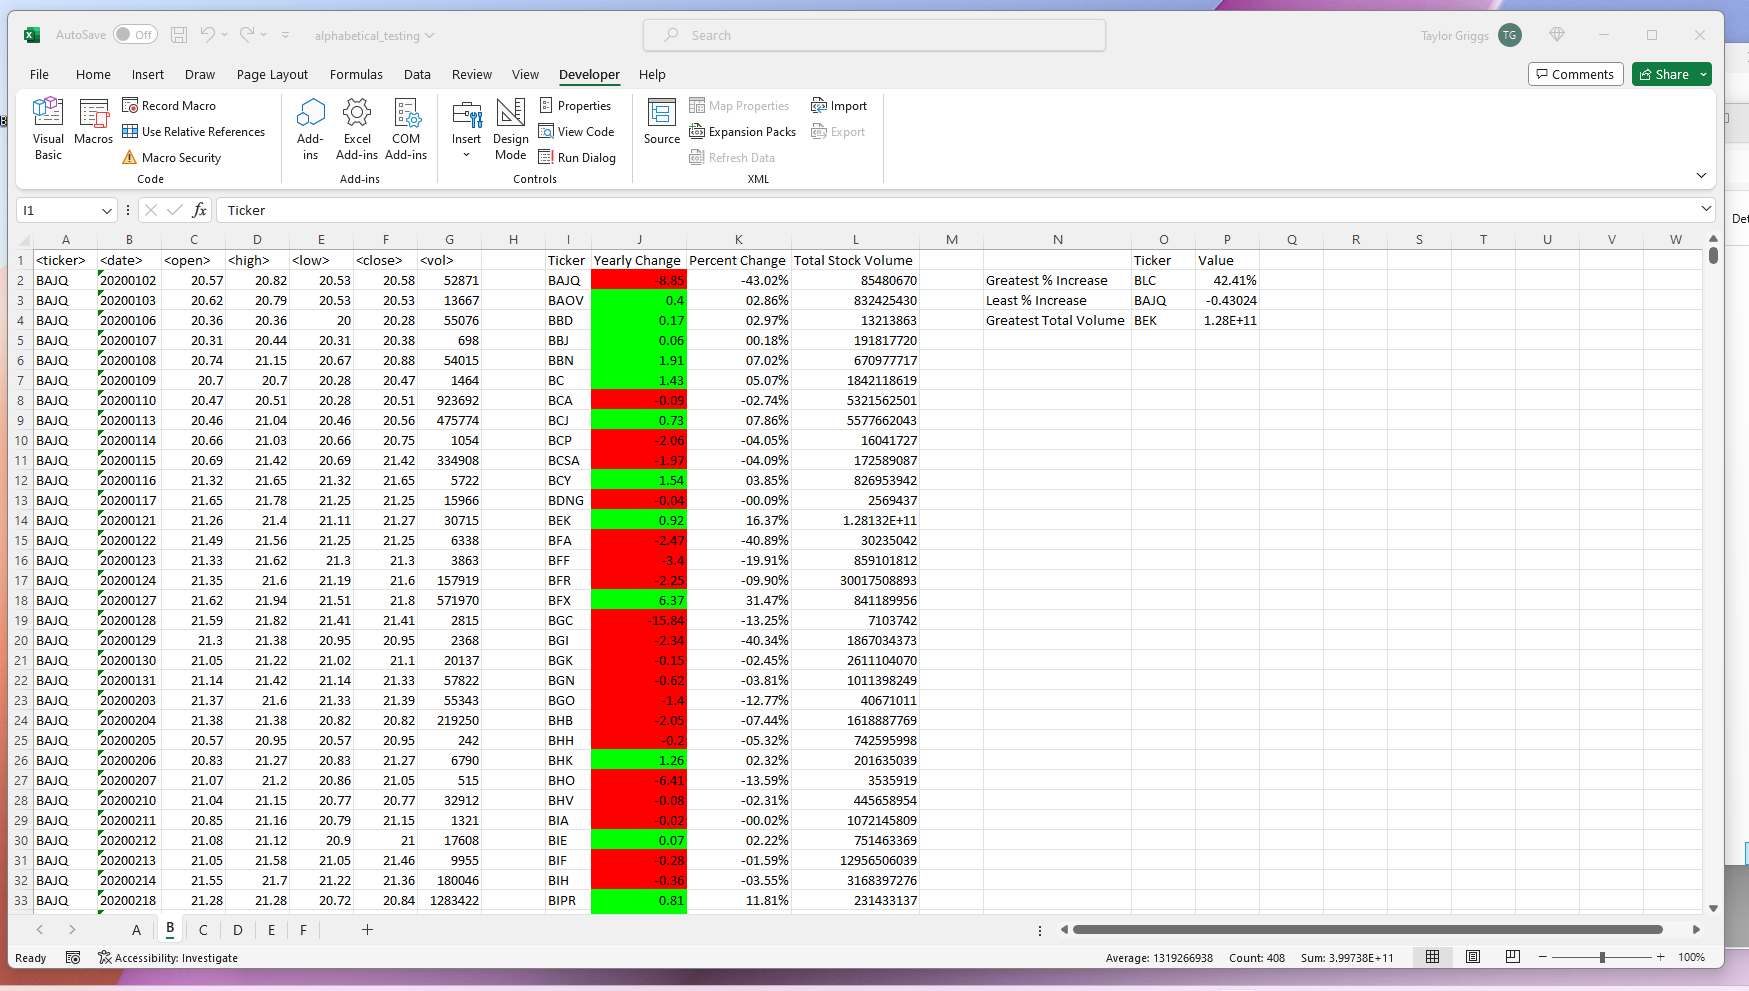 AutoSave Off alphabetical_testing Search Taylor Griggs TG
File Home Insert Draw Page Layout Formulas Data Review View Developer Help Comments Share
Visual Basic
Macros
Record Macro
Use Relative References
Macro Security
Code
Add-ins
Excel Add-ins
COM Add-ins
Add-ins
Insert
Design Mode
Properties
View Code
Run Dialog
Controls
Source
Map Properties
Expansion Packs
Refresh Data
Import
Export
XML
I1 fx Ticker
Det
A B C D E F G H I J K L M N O P Q R S T U V W
1 <ticker> <date> <open> <high> <low> <close> <vol> Ticker Yearly Change Percent Change Total Stock Volume Ticker Value
2 BAJQ 20200102 20.57 20.82 20.53 20.58 52871 BAJQ -8.85 -43.02% 85480670 Greatest % Increase BLC 42.41%
3 BAJQ 20200103 20.62 20.79 20.53 20.53 13667 BAOV 0.4 02.86% 832425430 Least % Increase BAJQ -0.43024
4 BAJQ 20200106 20.36 20.36 20 20.28 55076 BBD 0.17 02.97% 13213863 Greatest Total Volume BEK 1.28E+11
5 BAJQ 20200107 20.31 20.44 20.31 20.38 698 BBJ 0.06 00.18% 191817720
6 BAJQ 20200108 20.74 21.15 20.67 20.88 54015 BBN 1.91 07.02% 670977717
7 BAJQ 20200109 20.7 20.7 20.28 20.47 1464 BC 1.43 05.07% 1842118619
8 BAJQ 20200110 20.47 20.51 20.28 20.51 923692 BCA -0.09 -02.74% 5321562501
9 BAJQ 20200113 20.46 21.04 20.46 20.56 475774 BCJ 0.73 07.86% 5577662043
10 BAJQ 20200114 20.66 21.03 20.66 20.75 1054 BCP -2.06 -04.05% 16041727
11 BAJQ 20200115 20.69 21.42 20.69 21.42 334908 BCSA -1.97 -04.09% 172589087
12 BAJQ 20200116 21.32 21.65 21.32 21.65 5722 BCY 1.54 03.85% 826953942
13 BAJQ 20200117 21.65 21.78 21.25 21.25 15966 BDNG -0.04 -00.09% 2569437
14 BAJQ 20200121 21.26 21.4 21.11 21.27 30715 BEK 0.92 16.37% 1.28132E+11
15 BAJQ 20200122 21.49 21.56 21.25 21.25 6338 BFA -2.47 -40.89% 30235042
16 BAJQ 20200123 21.33 21.62 21.3 21.3 3863 BFF -3.4 -19.91% 859101812
17 BAJQ 20200124 21.35 21.6 21.19 21.6 157919 BFR -2.25 -09.90% 30017508893
18 BAJQ 20200127 21.62 21.94 21.51 21.8 571970 BFX 6.37 31.47% 841189956
19 BAJQ 20200128 21.59 21.82 21.41 21.41 2815 BGC -15.84 -13.25% 7103742
20 BAJQ 20200129 21.3 21.38 20.95 20.95 2368 BGI -2.34 -40.34% 1867034373
21 BAJQ 20200130 21.05 21.22 21.02 21.1 20137 BGK -0.15 -02.45% 2611104070
22 BAJQ 20200131 21.14 21.42 21.14 21.33 57822 BGN -0.62 -03.81% 1011398249
23 BAJQ 20200203 21.37 21.6 21.33 21.39 55343 BGO -1.4 -12.77% 40671011
24 BAJQ 20200204 21.38 21.38 20.82 20.82 219250 BHB -2.05 -07.44% 1618887769
25 BAJQ 20200205 20.57 20.95 20.57 20.95 242 BHH -0.2 -05.32% 742595998
26 BAJQ 20200206 20.83 21.27 20.83 21.27 6790 BHK 1.26 02.32% 201635039
27 BAJQ 20200207 21.07 21.2 20.86 21.05 515 BHO -6.41 -13.59% 3535919
28 BAJQ 20200210 21.04 21.15 20.77 20.77 32912 BHV -0.08 -02.31% 445658954
29 BAJQ 20200211 20.85 21.16 20.79 21.15 1321 BIA -0.02 -00.02% 1072145809
30 BAJQ 20200212 21.08 21.12 20.9 21 17608 BIE 0.07 02.22% 751463369
31 BAJQ 20200213 21.05 21.58 21.05 21.46 9955 BIF -0.28 -01.59% 12956506039
32 BAJQ 20200214 21.55 21.7 21.22 21.36 180046 BIH -0.36 -03.55% 3168397276
33 BAJQ 20200218 21.28 21.28 20.72 20.84 1283422 BIPR 0.81 11.81% 231433137
A B C D E F
Ready Accessibility: Investigate Average: 1319266938 Count: 408 Sum: 3.99738E+11 100%